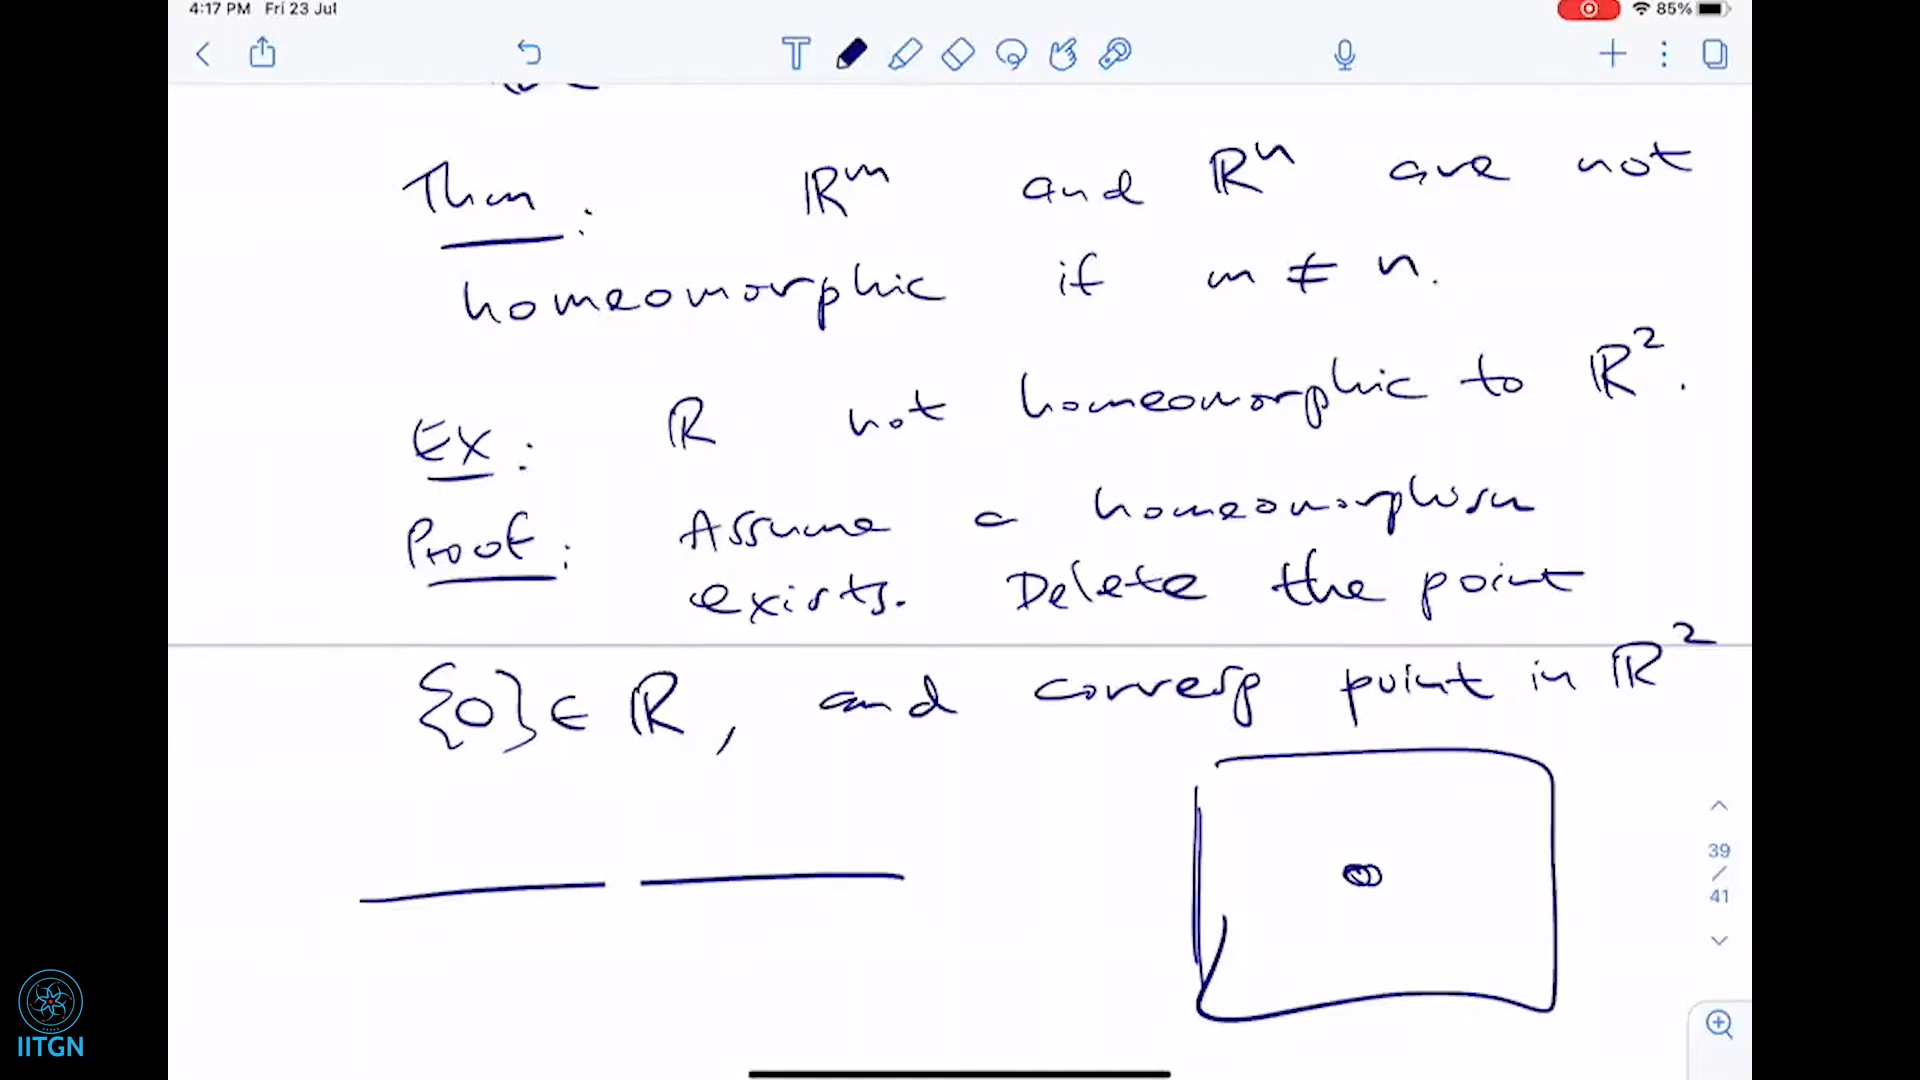 4:17 PM Fri 23 Jul
85%
Thm: ℝᵐ and ℝⁿ are not
homeomorphic if m ≠ n.
Ex: ℝ not homeomorphic to ℝ².
Proof: Assume a homeomorphism
exists. Delete the point
{0} ∈ ℝ, and corresp point in ℝ²
39
/
41
IITGN